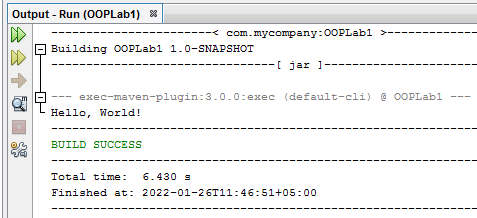 Output - Run (OOPLab1)
-----------------------< com.mycompany:OOPLab1 >-----------------------
Building OOPLab1 1.0-SNAPSHOT
--------------------------------[ jar ]---------------------------------
--- exec-maven-plugin:3.0.0:exec (default-cli) @ OOPLab1 ---
Hello, World!
------------------------------------------------------------------------
BUILD SUCCESS
------------------------------------------------------------------------
Total time:  6.430 s
Finished at: 2022-01-26T11:46:51+05:00
------------------------------------------------------------------------